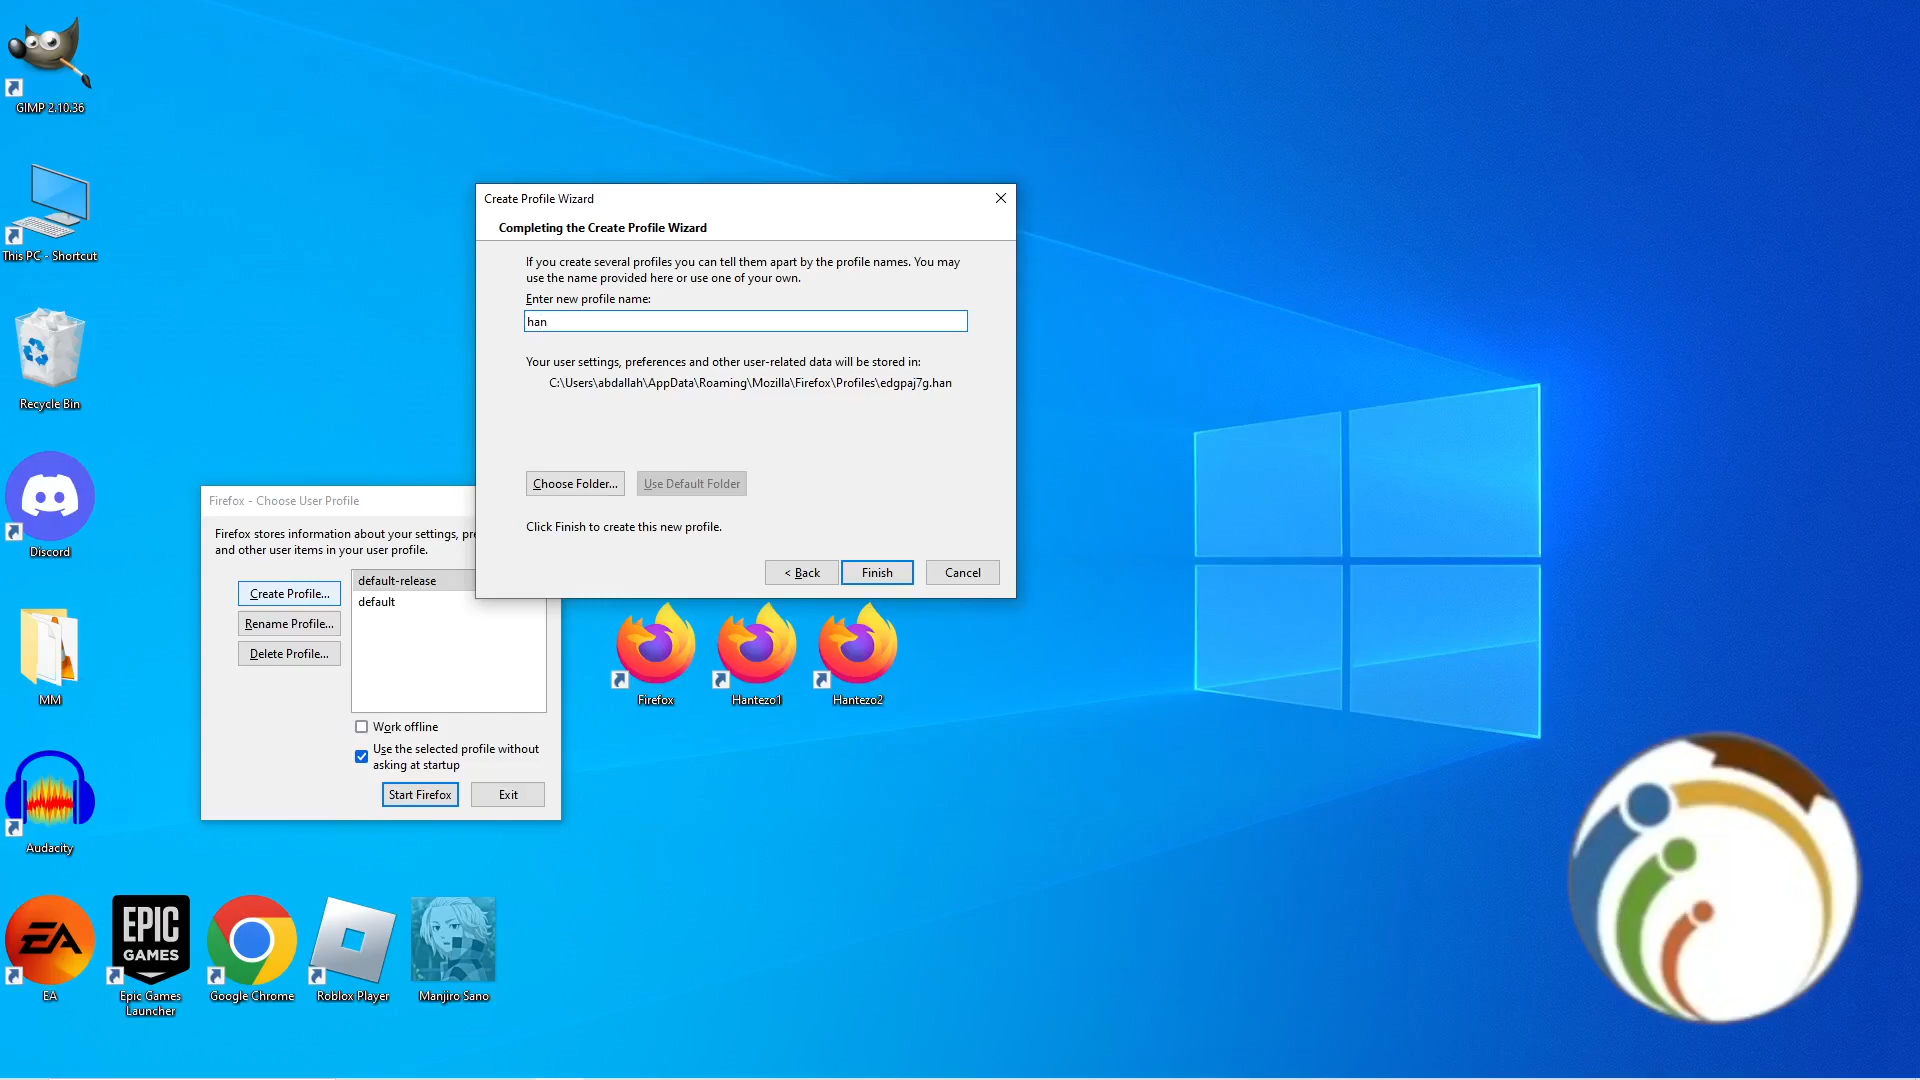 GIMP 2.10.36
This PC - Shortcut
Recycle Bin
Discord
MM
Audacity
EA
EPIC
GAMES
Epic Games
Launcher
Google Chrome
Roblox Player
Manjiro Sano
Create Profile Wizard
Completing the Create Profile Wizard
If you create several profiles you can tell them apart by the profile names. You may
use the name provided here or use one of your own.
Enter new profile name:
han
Your user settings, preferences and other user-related data will be stored in:
C:\Users\abdallah\AppData\Roaming\Mozilla\Firefox\Profiles\edgpaj7g.han
Choose Folder...
Use Default Folder
Click Finish to create this new profile.
< Back
Finish
Cancel
Firefox - Choose User Profile
Firefox stores information about your settings, pre
and other user items in your user profile.
Create Profile...
Rename Profile...
Delete Profile...
default-release
default
Work offline
Use the selected profile without
asking at startup
Start Firefox
Exit
Firefox
Hantezo1
Hantezo2